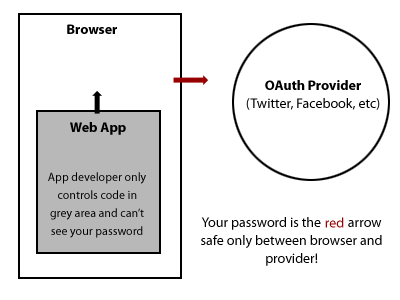 Browser
OAuth Provider
(Twitter, Facebook, etc)
Web App
App developer only
controls code in
grey area and can't
see your password
Your password is the red arrow
safe only between browser and
provider!